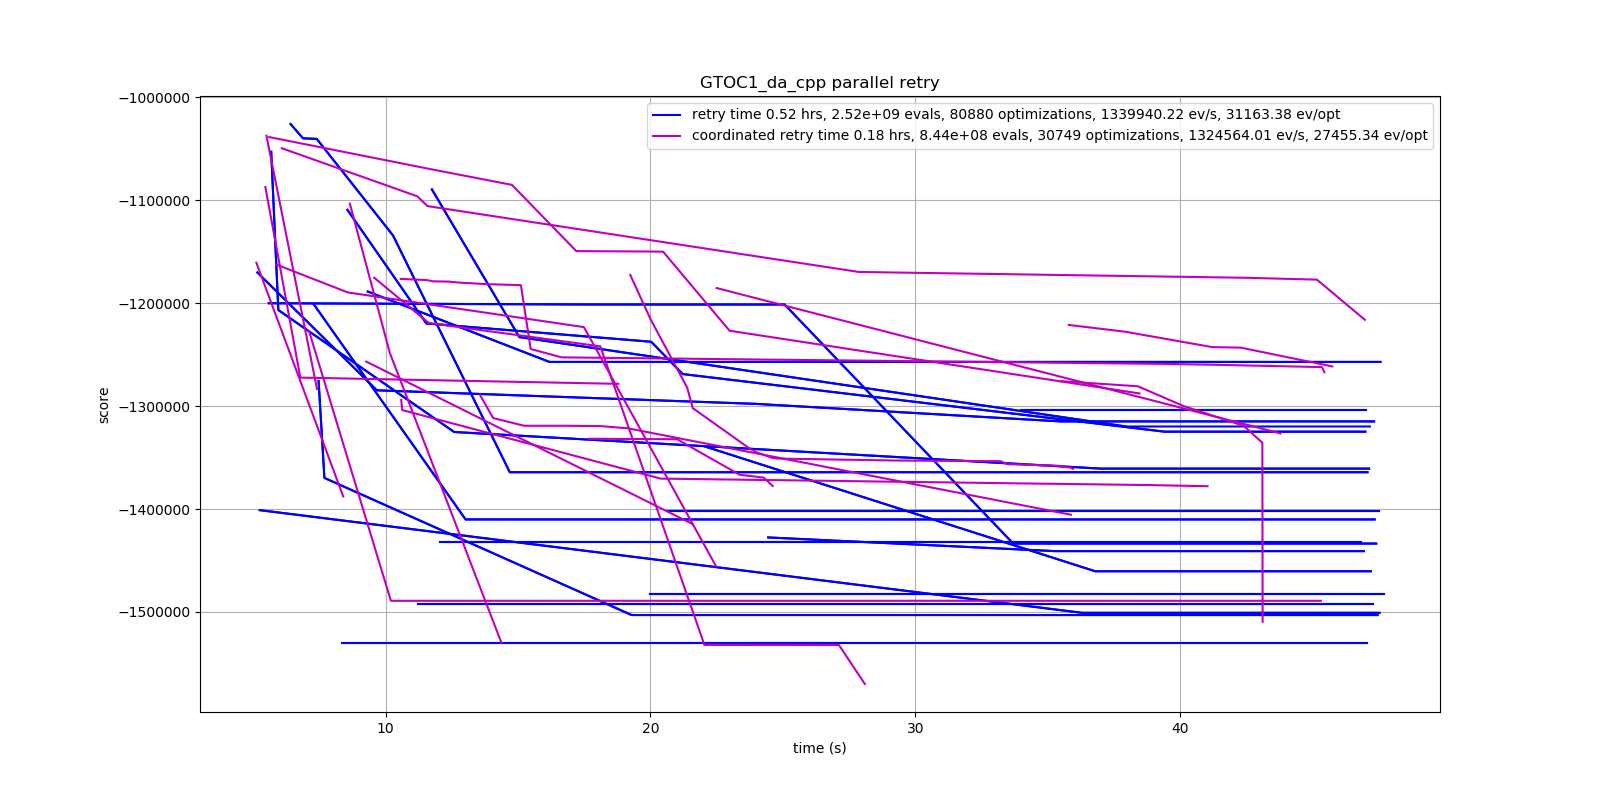 GTOC1_da_cpp parallel retry
retry time 0.52 hrs, 2.52e+09 evals, 80880 optimizations, 1339940.22 ev/s, 31163.38 ev/opt
coordinated retry time 0.18 hrs, 8.44e+08 evals, 30749 optimizations, 1324564.01 ev/s, 27455.34 ev/opt
−1000000
−1100000
−1200000
−1300000
−1400000
−1500000
score
10 20 30 40
time (s)